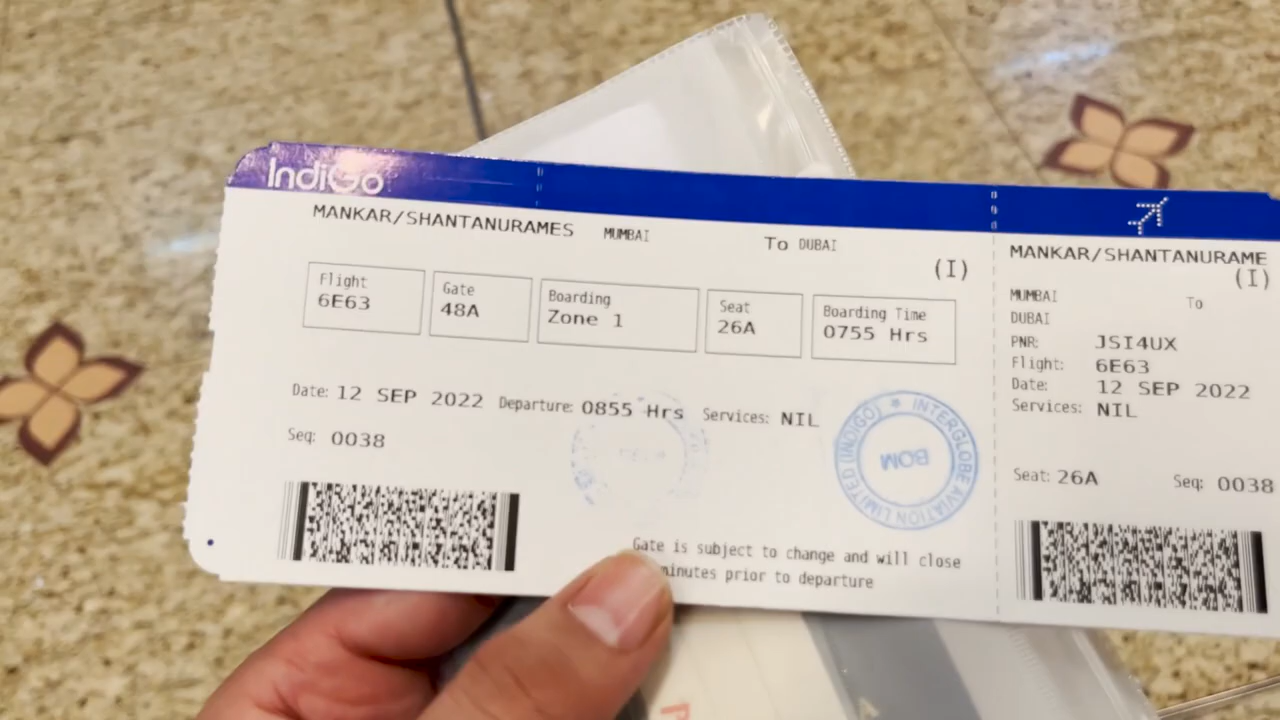 IndiGo
MANKAR/SHANTANURAMES MUMBAI To DUBAI
(I)
Flight Gate Boarding Seat Boarding Time
6E63 48A Zone 1 26A 0755 Hrs
Date: 12 SEP 2022 Departure: 0855 Hrs Services: NIL
Seq: 0038
INTERGLOBE AVIATION LIMITED (INDIGO)
BOM
Gate is subject to change and will close
minutes prior to departure
MANKAR/SHANTANURAME
(I)
MUMBAI To
DUBAI
PNR: JSI4UX
Flight: 6E63
Date: 12 SEP 2022
Services: NIL
Seat: 26A Seq: 0038